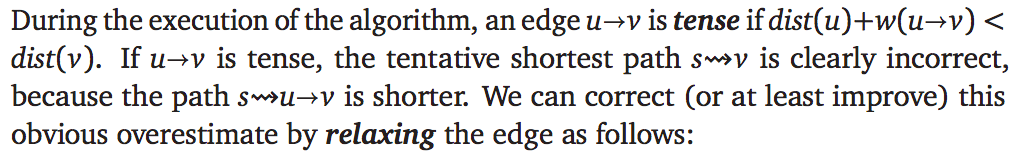 During the execution of the algorithm, an edge u→v is tense if dist(u)+w(u→v) <
dist(v). If u→v is tense, the tentative shortest path s⇝v is clearly incorrect,
because the path s⇝u→v is shorter. We can correct (or at least improve) this
obvious overestimate by relaxing the edge as follows: